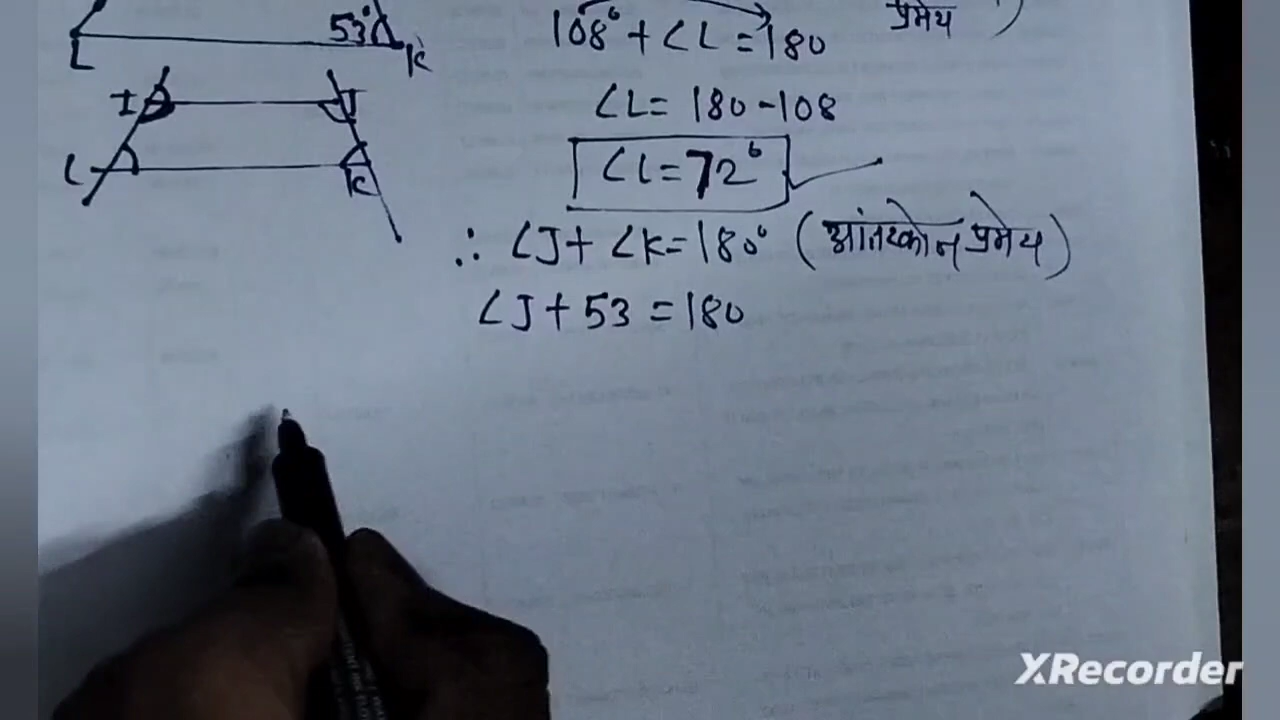 53°
L
K
108° + ∠L = 180
प्रमेय )
I
J
∠L = 180 - 108
L
K
∠L = 72°
∴ ∠J + ∠K = 180° (आंतरकोन प्रमेय)
∠J + 53 = 180
XRecorder